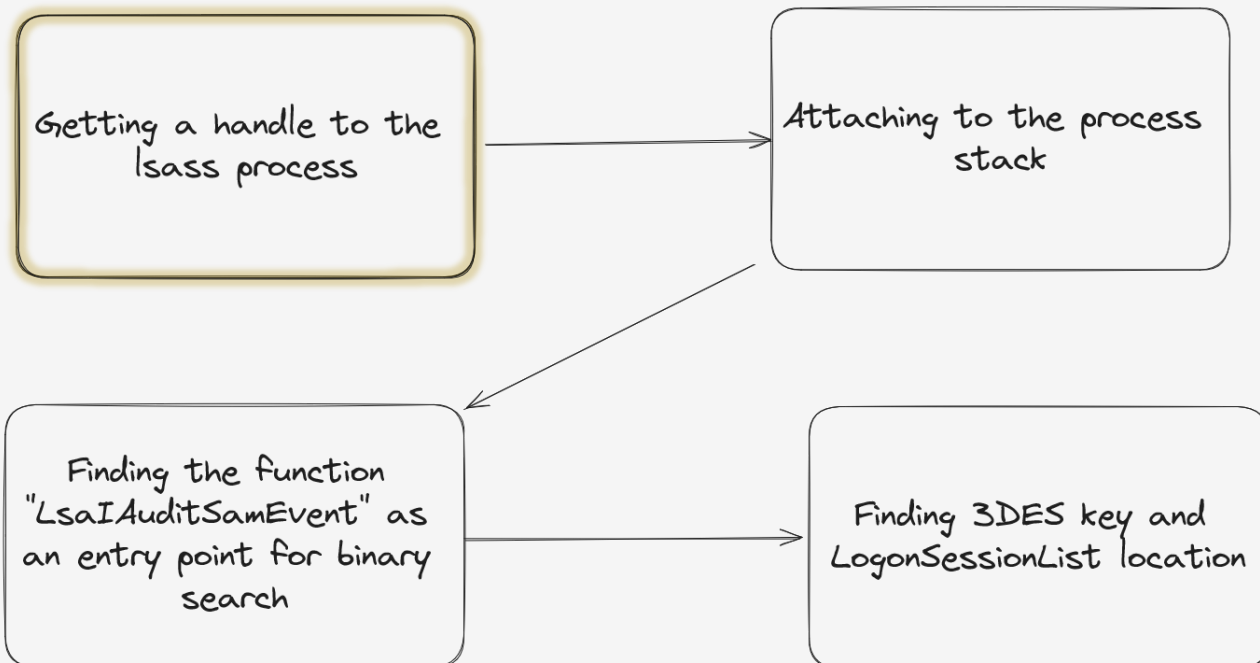 Getting a handle to the
lsass process
Attaching to the process
stack
Finding the function
"LsaIAuditSamEvent" as
an entry point for binary
search
Finding 3DES key and
LogonSessionList location